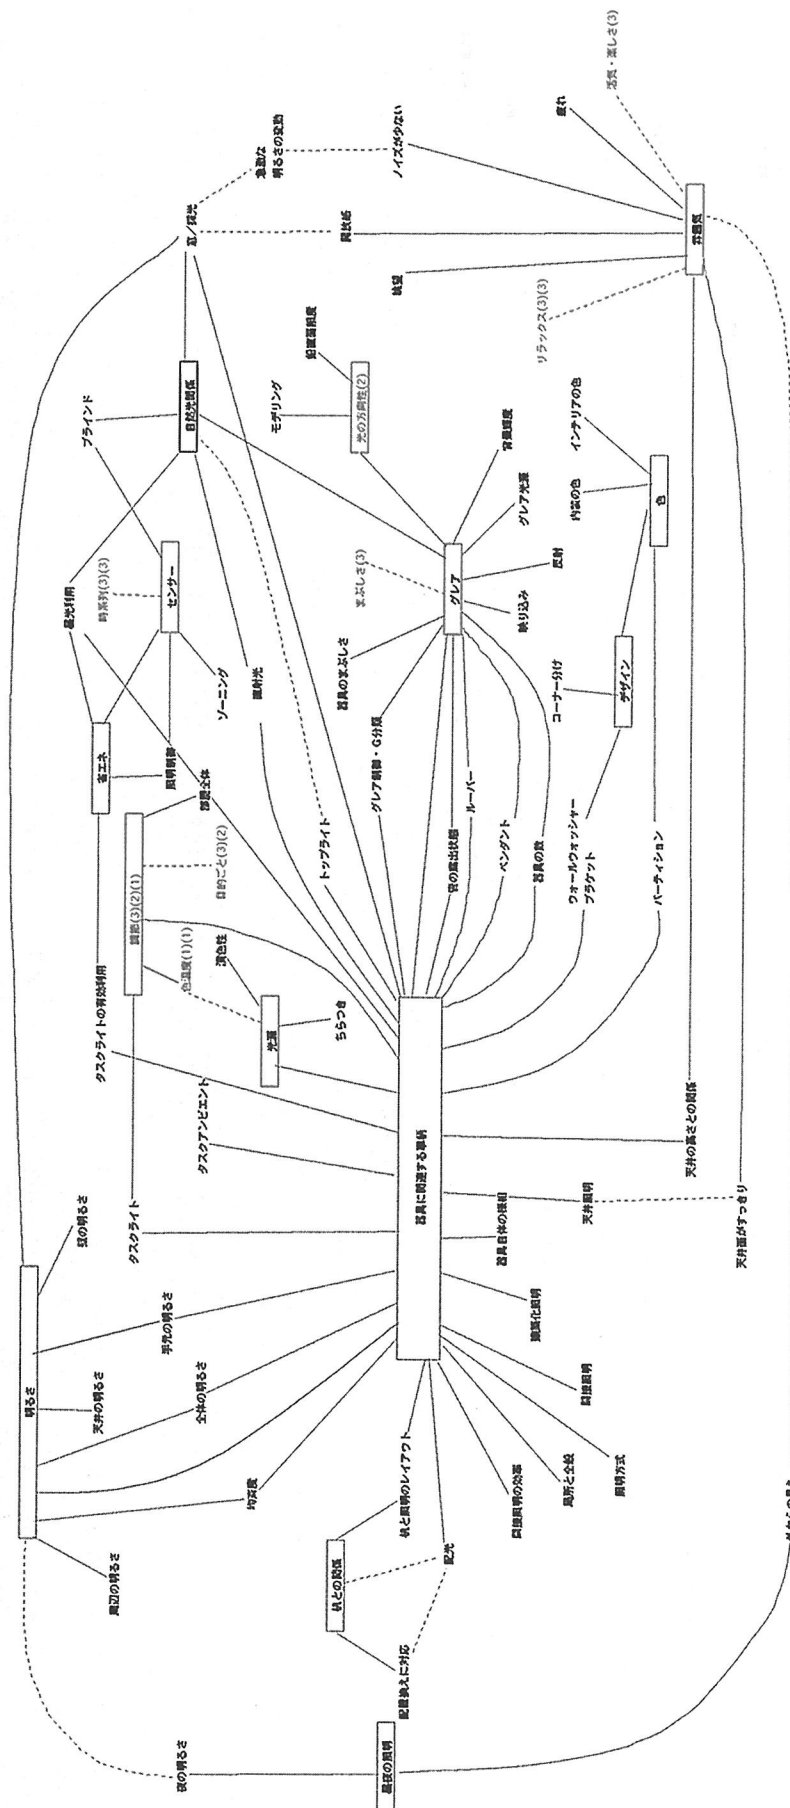 活気・楽しさ(3)
疲れ
ノイズが少ない
急激な
明るさの変動
窓/採光
開放感
眺望
雰囲気
リラックス(3)(3)
自然光関係
ブラインド
鉛直面照度
モデリング
光の方向性(2)
背景輝度
グレア光源
反射
映り込み
グレア
まぶしさ(3)
器具のまぶしさ
グレア制御・G分類
インテリアの色
内装の色
色
コーナー分け
デザイン
昼光利用
時系列(3)(3)
センサー
ゾーニング
直射光
省エネ
照明制御
部屋全体
調節(3)(2)(1)
目的ごと(3)(2)
トップライト
管の露出状態
ルーバー
ペンダント
器具の数
ウォールウォッシャー
ブラケット
パーティション
タスクライトの有効利用
色温度(1)(1)
演色性
光源
ちらつき
タスクアンビエント
タスクライト
器具に関連する事柄
天井の高さとの関係
天井照明
天井面がすっきり
器具自体の様相
建築化照明
間接照明
照明方式
局所と全般
間接照明の効率
明るさ
壁の明るさ
手元の明るさ
天井の明るさ
全体の明るさ
均斉度
周辺の明るさ
机と照明のレイアウト
配光
机との関係
配置換えに対応
夜の明るさ
昼夜の照明